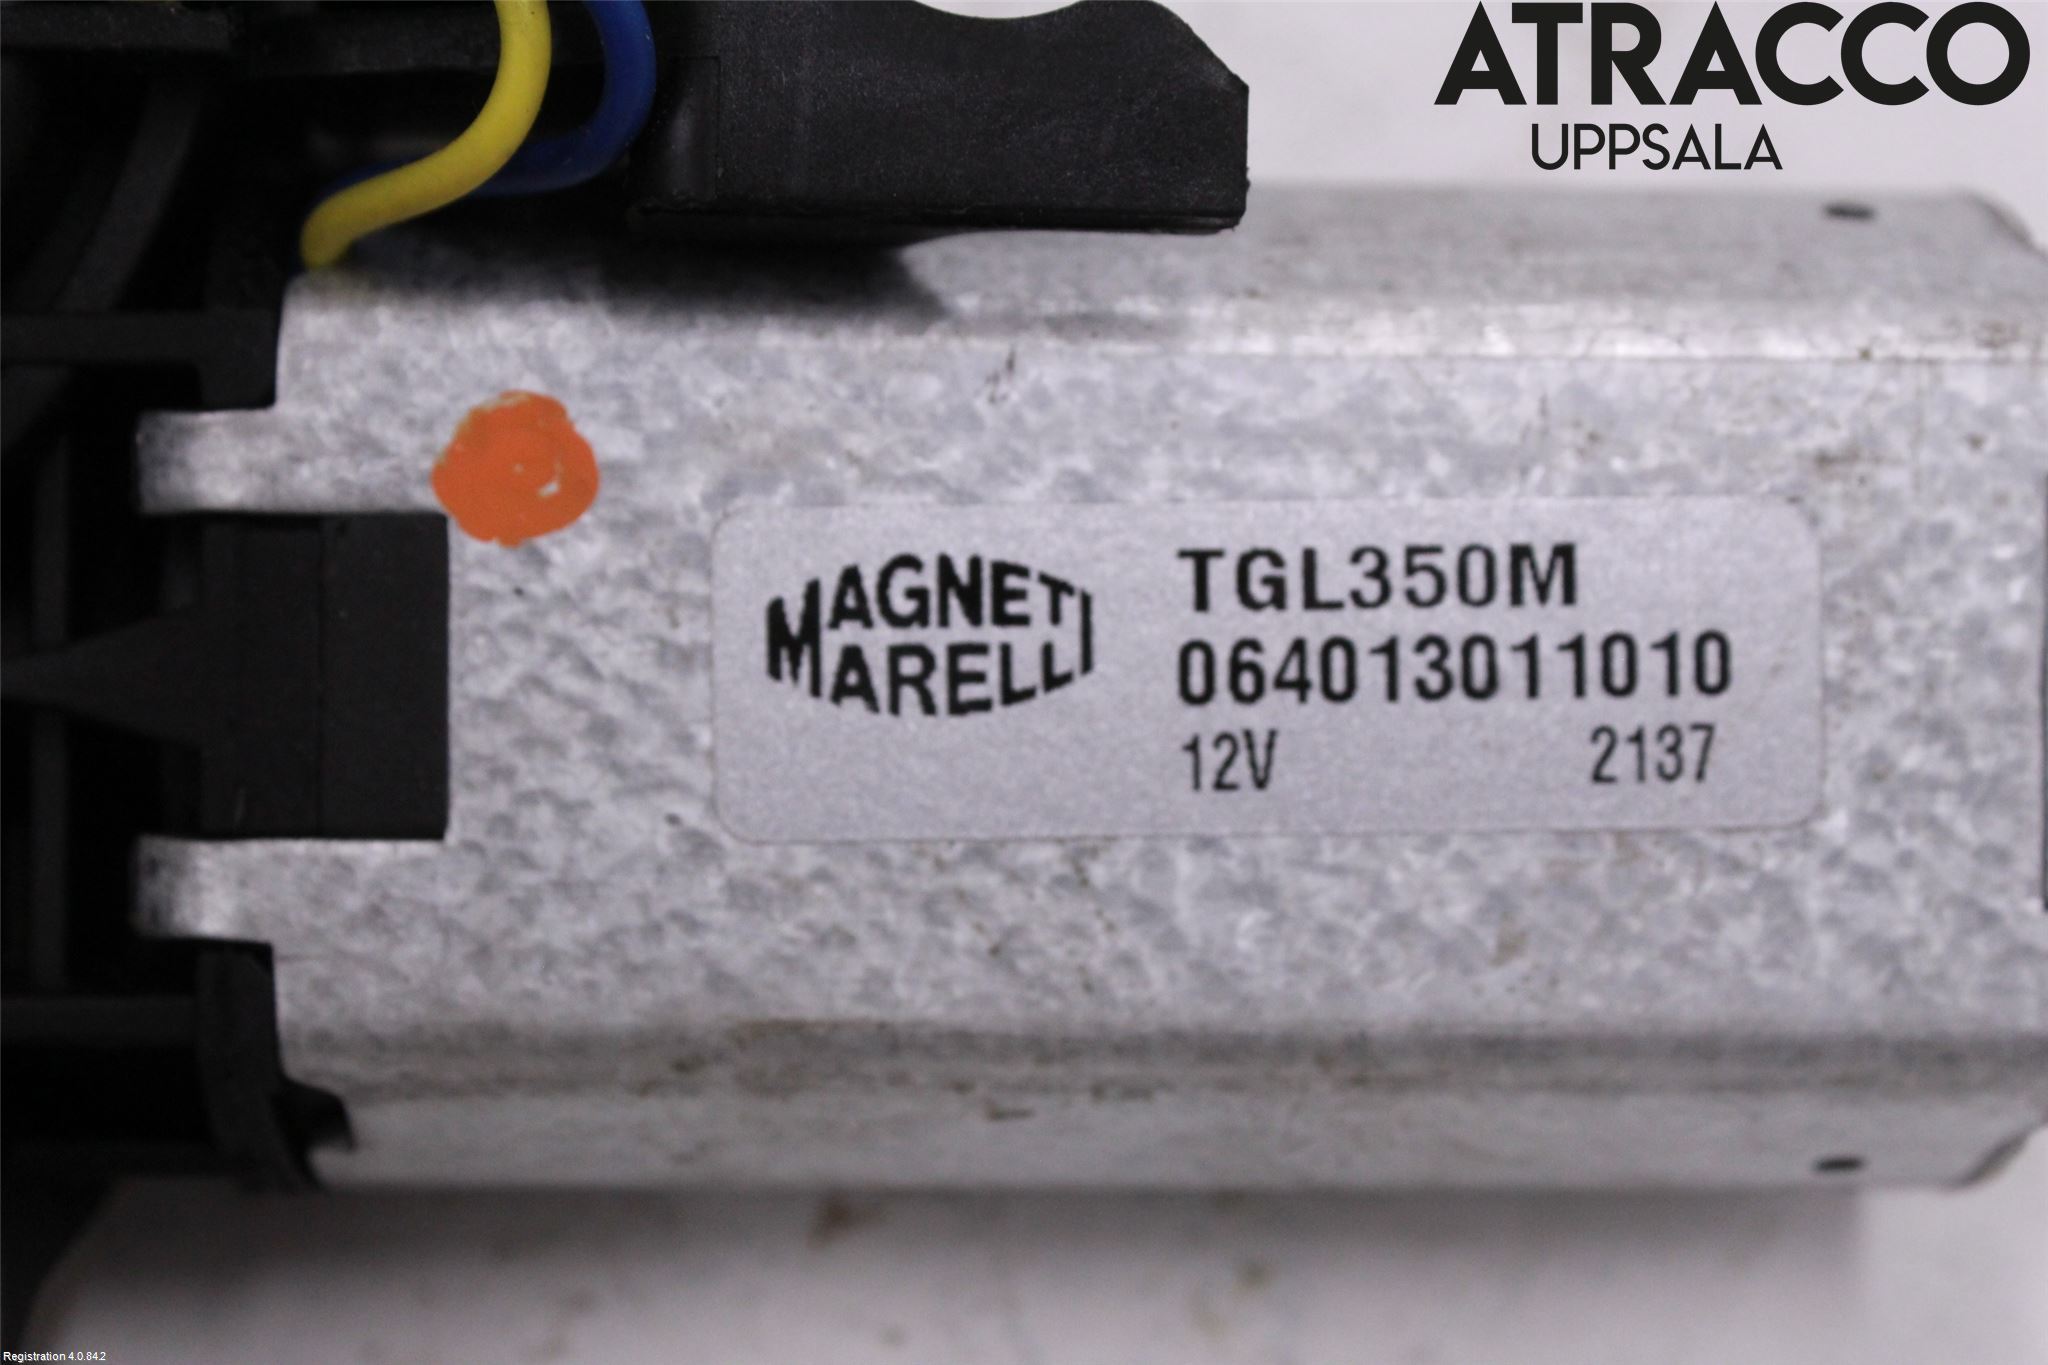 ATRACCO
UPPSALA
MAGNETI
MARELLI
TGL350M
064013011010
12V 2137
Registration 4.0.84.2